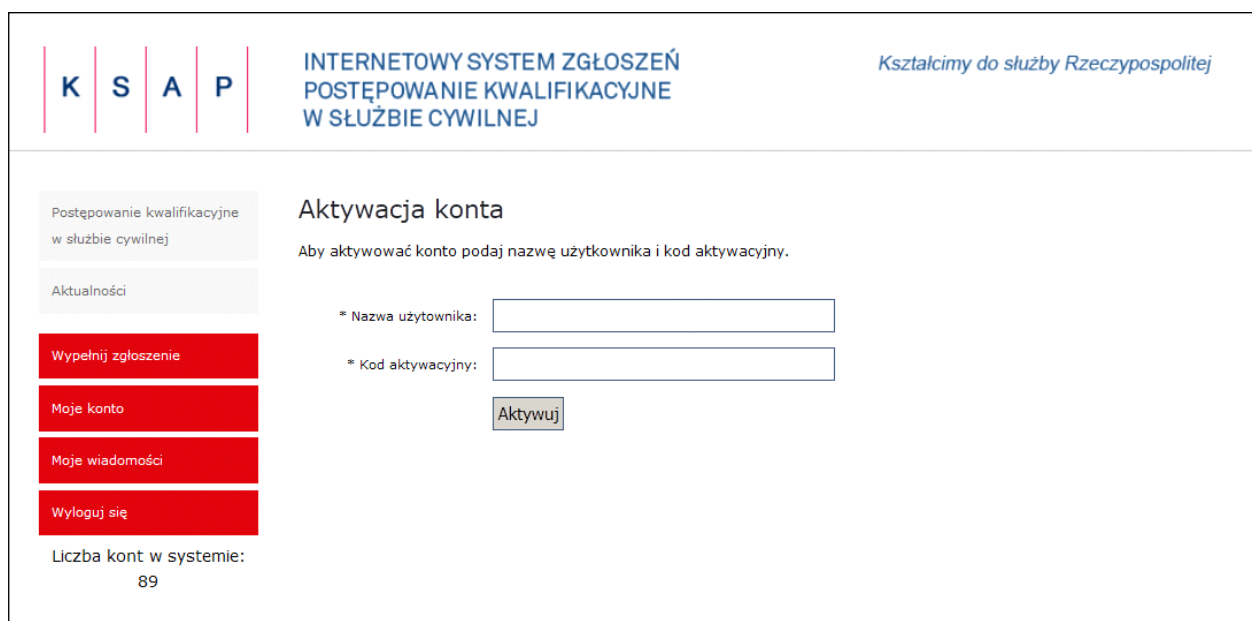 K S A P
INTERNETOWY SYSTEM ZGŁOSZEŃ
POSTĘPOWANIE KWALIFIKACYJNE
W SŁUŻBIE CYWILNEJ
Kształcimy do służby Rzeczypospolitej
Postępowanie kwalifikacyjne
w służbie cywilnej
Aktualności
Wypełnij zgłoszenie
Moje konto
Moje wiadomości
Wyloguj się
Liczba kont w systemie:
89
Aktywacja konta
Aby aktywować konto podaj nazwę użytkownika i kod aktywacyjny.
* Nazwa użytownika:
* Kod aktywacyjny:
Aktywuj